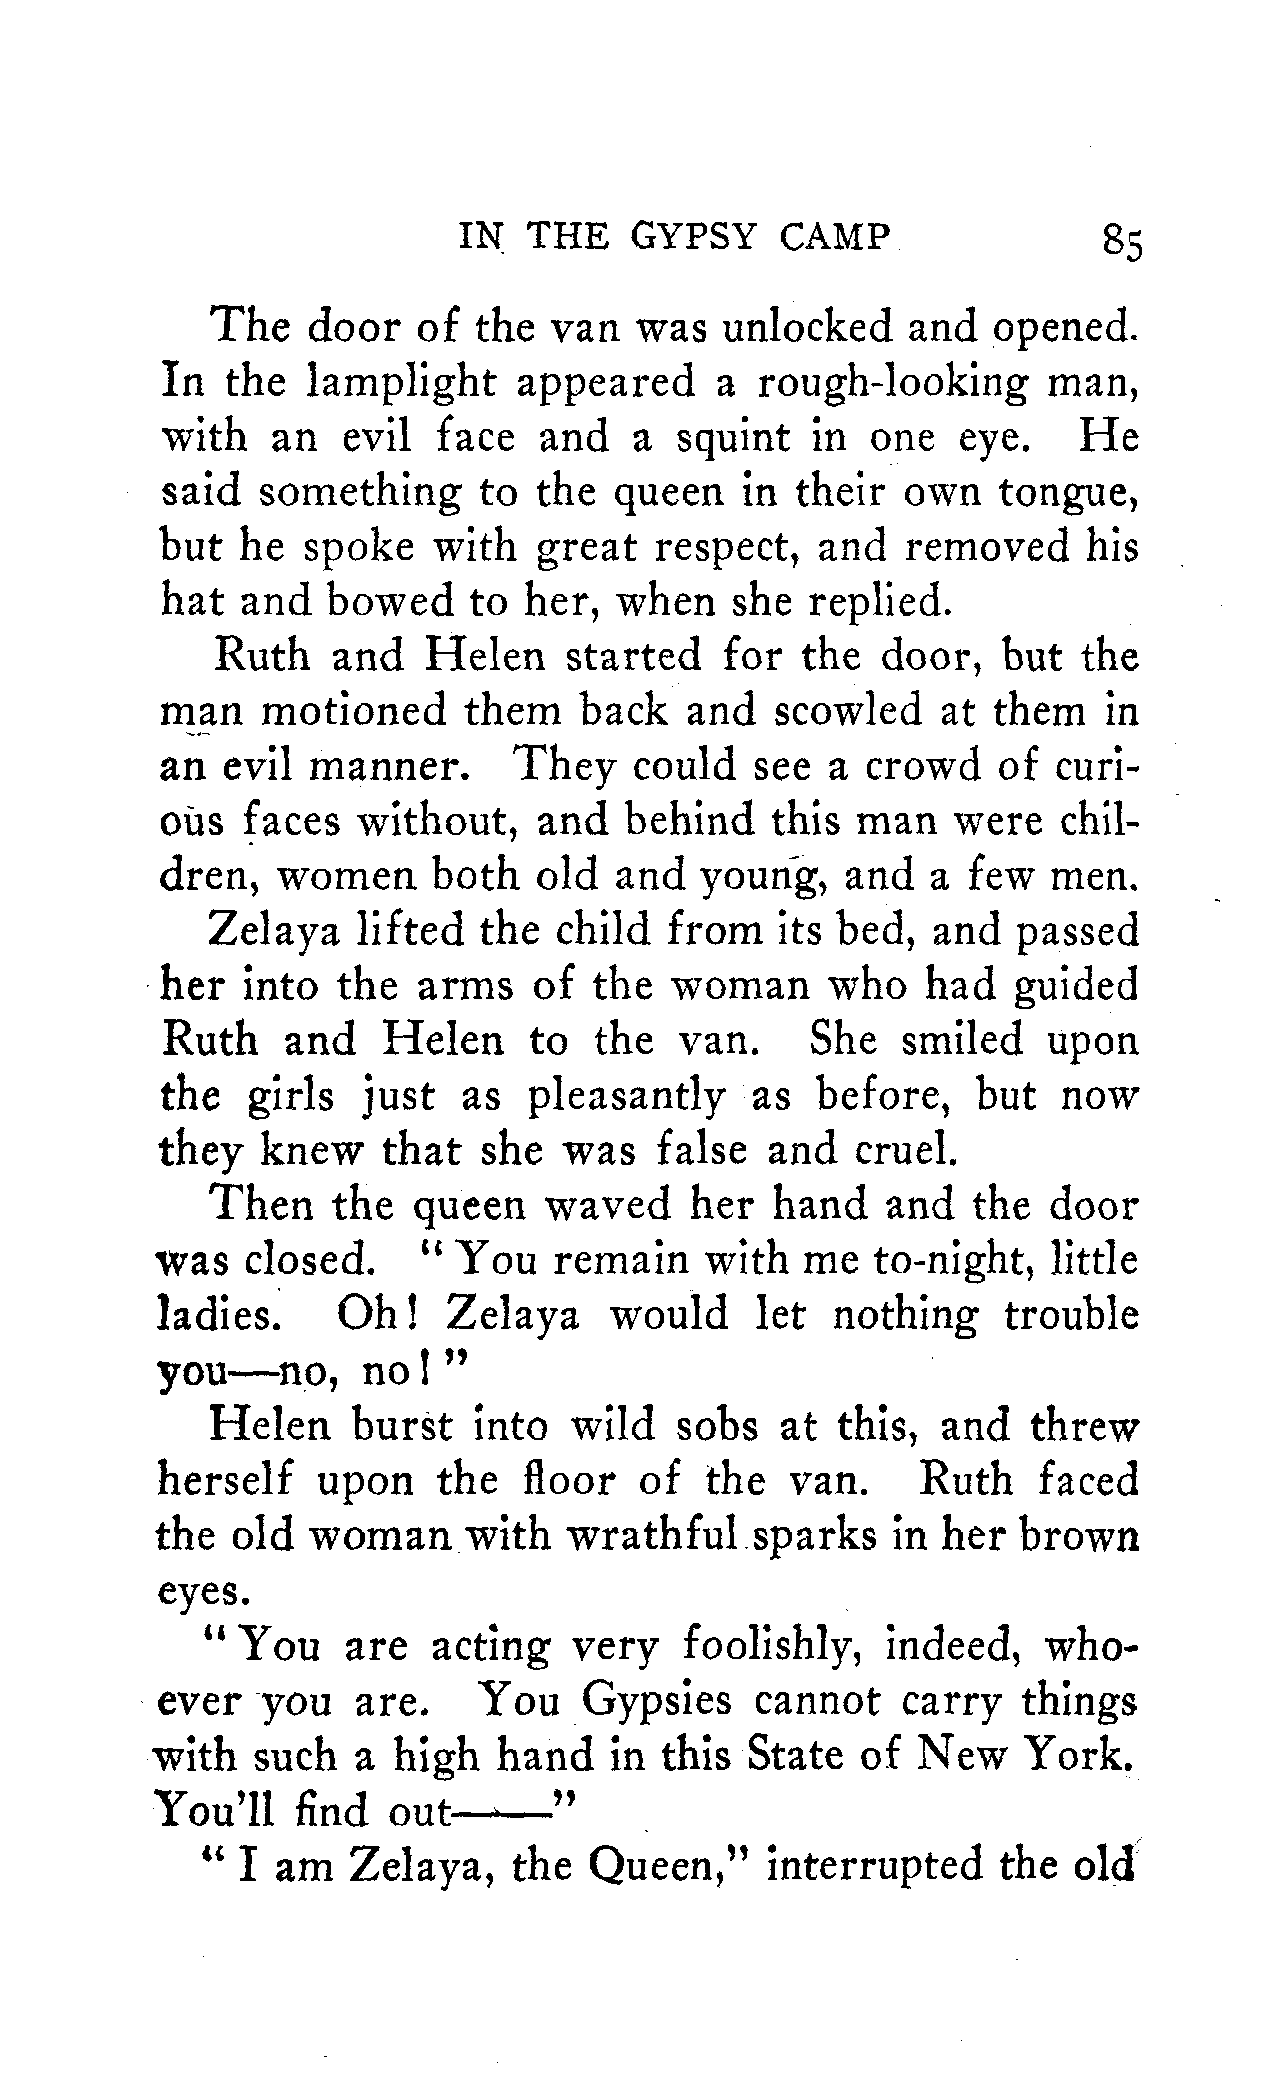 IN THE GYPSY CAMP 85
The door of the van was unlocked and opened.
In the lamplight appeared a rough-looking man,
with an evil face and a squint in one eye. He
said something to the queen in their own tongue,
but he spoke with great respect, and removed his
hat and bowed to her, when she replied.
Ruth and Helen started for the door, but the
man motioned them back and scowled at them in
an evil manner. They could see a crowd of curi-
ous faces without, and behind this man were chil-
dren, women both old and young, and a few men.
Zelaya lifted the child from its bed, and passed
her into the arms of the woman who had guided
Ruth and Helen to the van. She smiled upon
the girls just as pleasantly as before, but now
they knew that she was false and cruel.
Then the queen waved her hand and the door
was closed. “ You remain with me to-night, little
ladies. Oh! Zelaya would let nothing trouble
you—no, no! ”
Helen burst into wild sobs at this, and threw
herself upon the floor of the van. Ruth faced
the old woman with wrathful sparks in her brown
eyes.
“ You are acting very foolishly, indeed, who-
ever you are. You Gypsies cannot carry things
with such a high hand in this State of New York.
You'll find out——”
“ I am Zelaya, the Queen,” interrupted the old